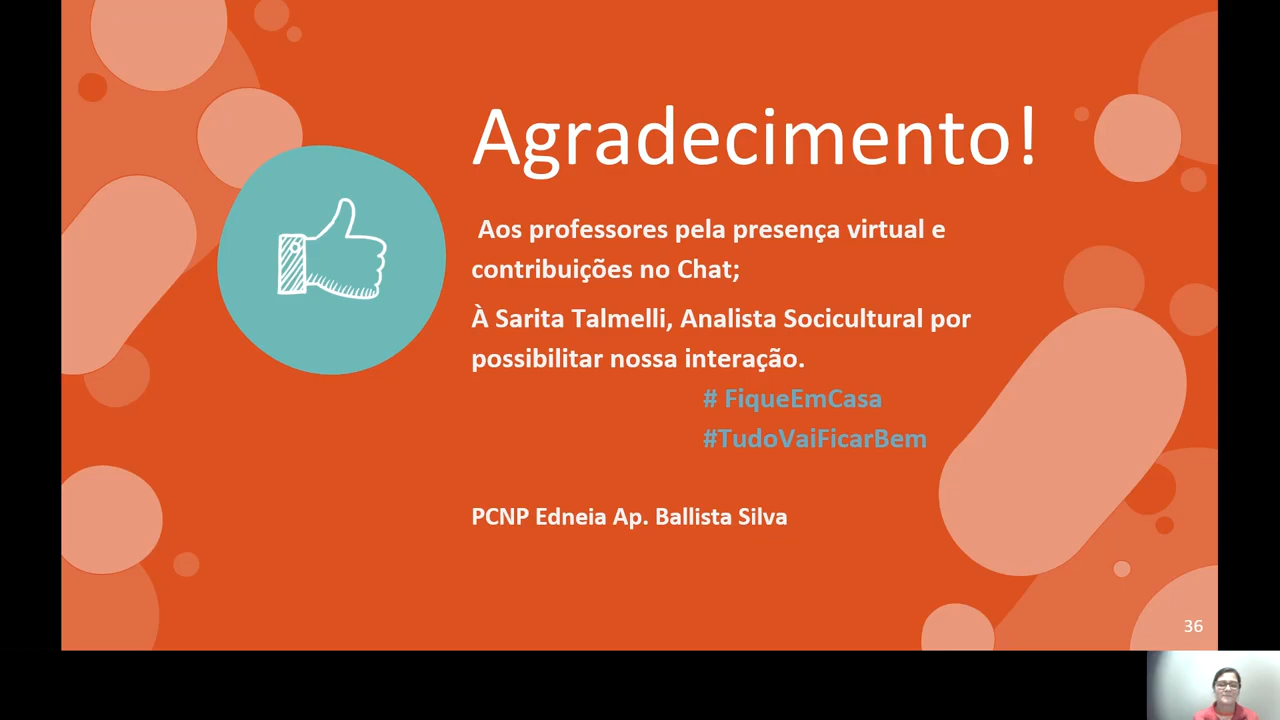 Agradecimento!
Aos professores pela presença virtual e
contribuições no Chat;
À Sarita Talmelli, Analista Socicultural por
possibilitar nossa interação.
# FiqueEmCasa
#TudoVaiFicarBem
PCNP Edneia Ap. Ballista Silva
36